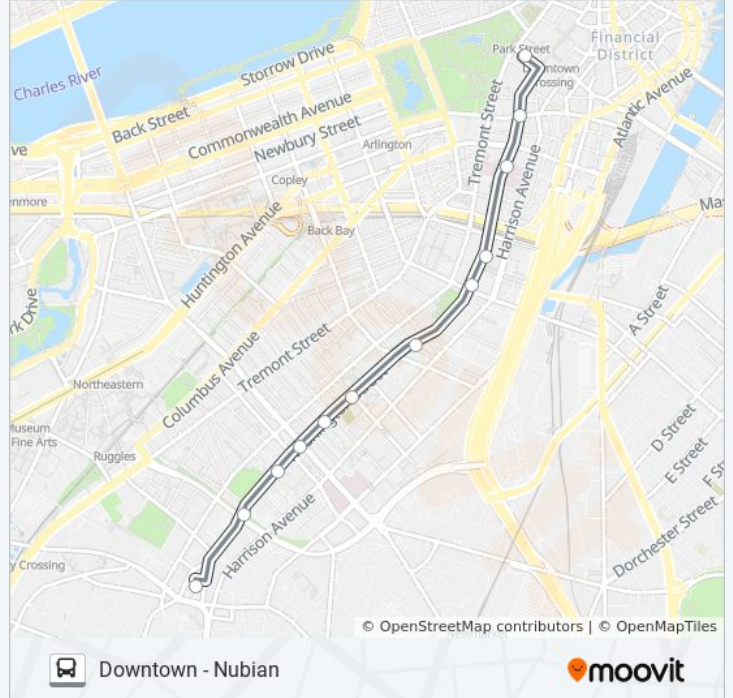 Financial
District
Park Street
Downtown
Crossing
Storrow Drive
Charles River
Back Street
Commonwealth Avenue
Newbury Street
Tremont Street
Atlantic Avenue
Arlington
Harrison Avenue
Copley
Huntington Avenue
Back Bay
Tremont Street
A Street
Columbus Avenue
Northeastern
D Street
Fine Arts
Ruggles
E Street
Harrison Avenue
Dorchester Street
y Crossing
© OpenStreetMap contributors | © OpenMapTiles
Downtown - Nubian
moovit